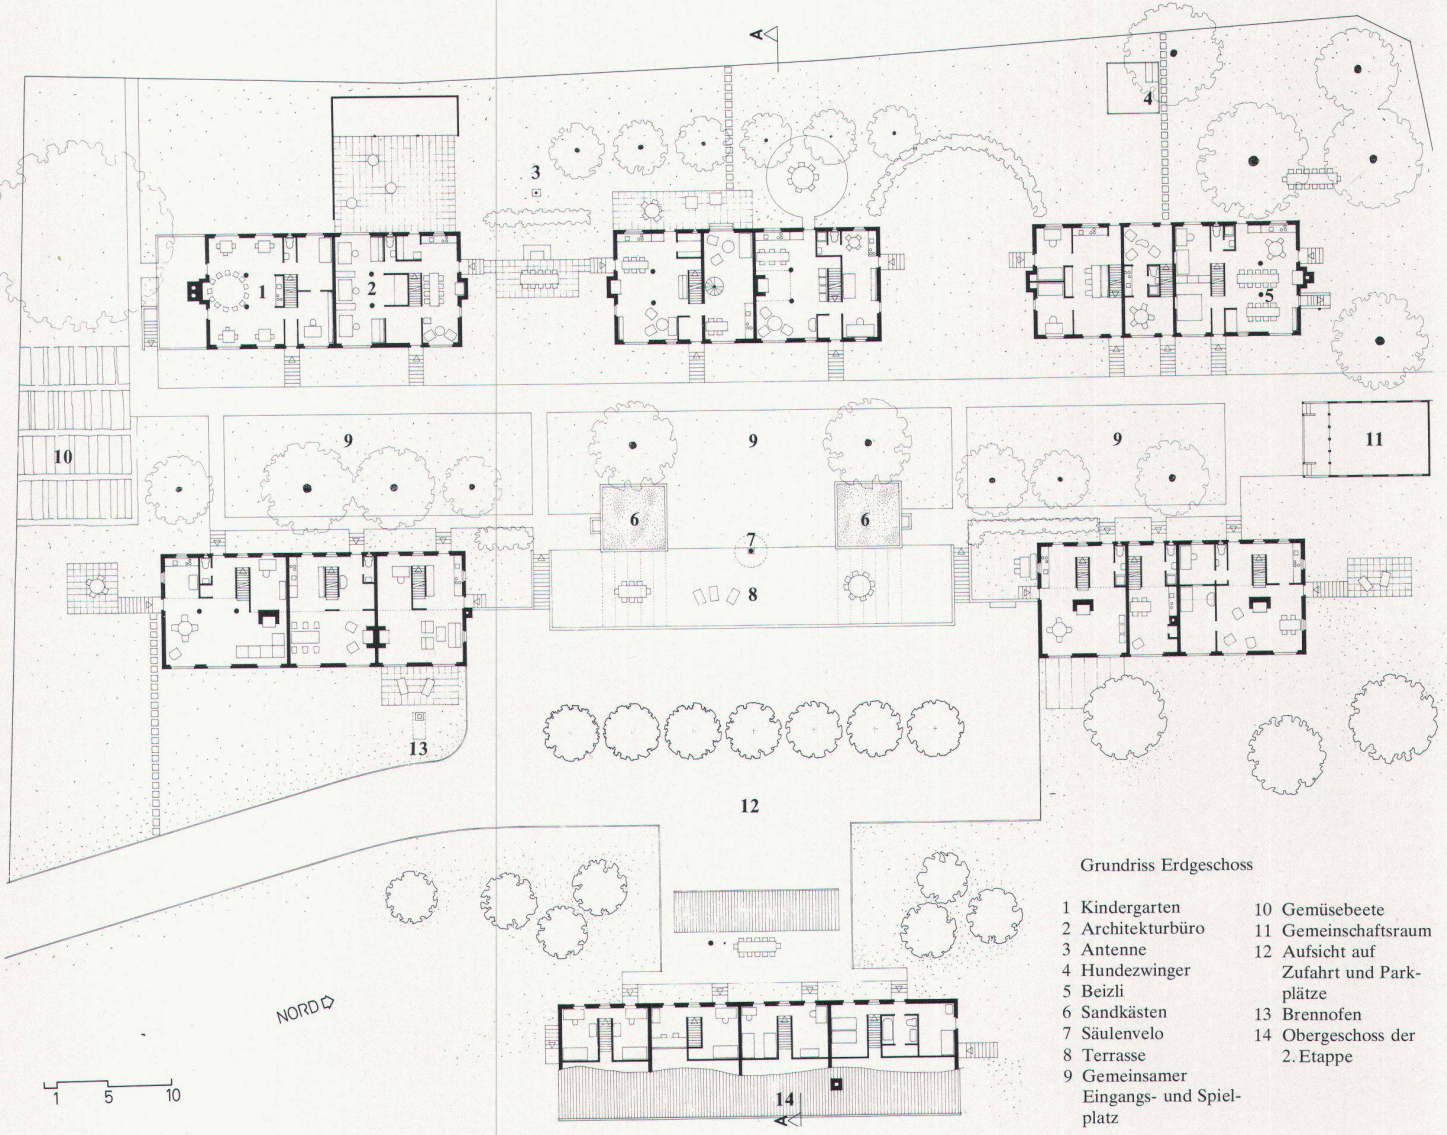 A
4
3
1
2
5
9
9
9
11
10
6
6
7
8
13
12
NORD
1 5 10
14
A
Grundriss Erdgeschoss
1 Kindergarten
2 Architekturbüro
3 Antenne
4 Hundezwinger
5 Beizli
6 Sandkästen
7 Säulenvelo
8 Terrasse
9 Gemeinsamer
Eingangs- und Spiel-
platz
10 Gemüsebeete
11 Gemeinschaftsraum
12 Aufsicht auf
Zufahrt und Park-
plätze
13 Brennofen
14 Obergeschoss der
2. Etappe